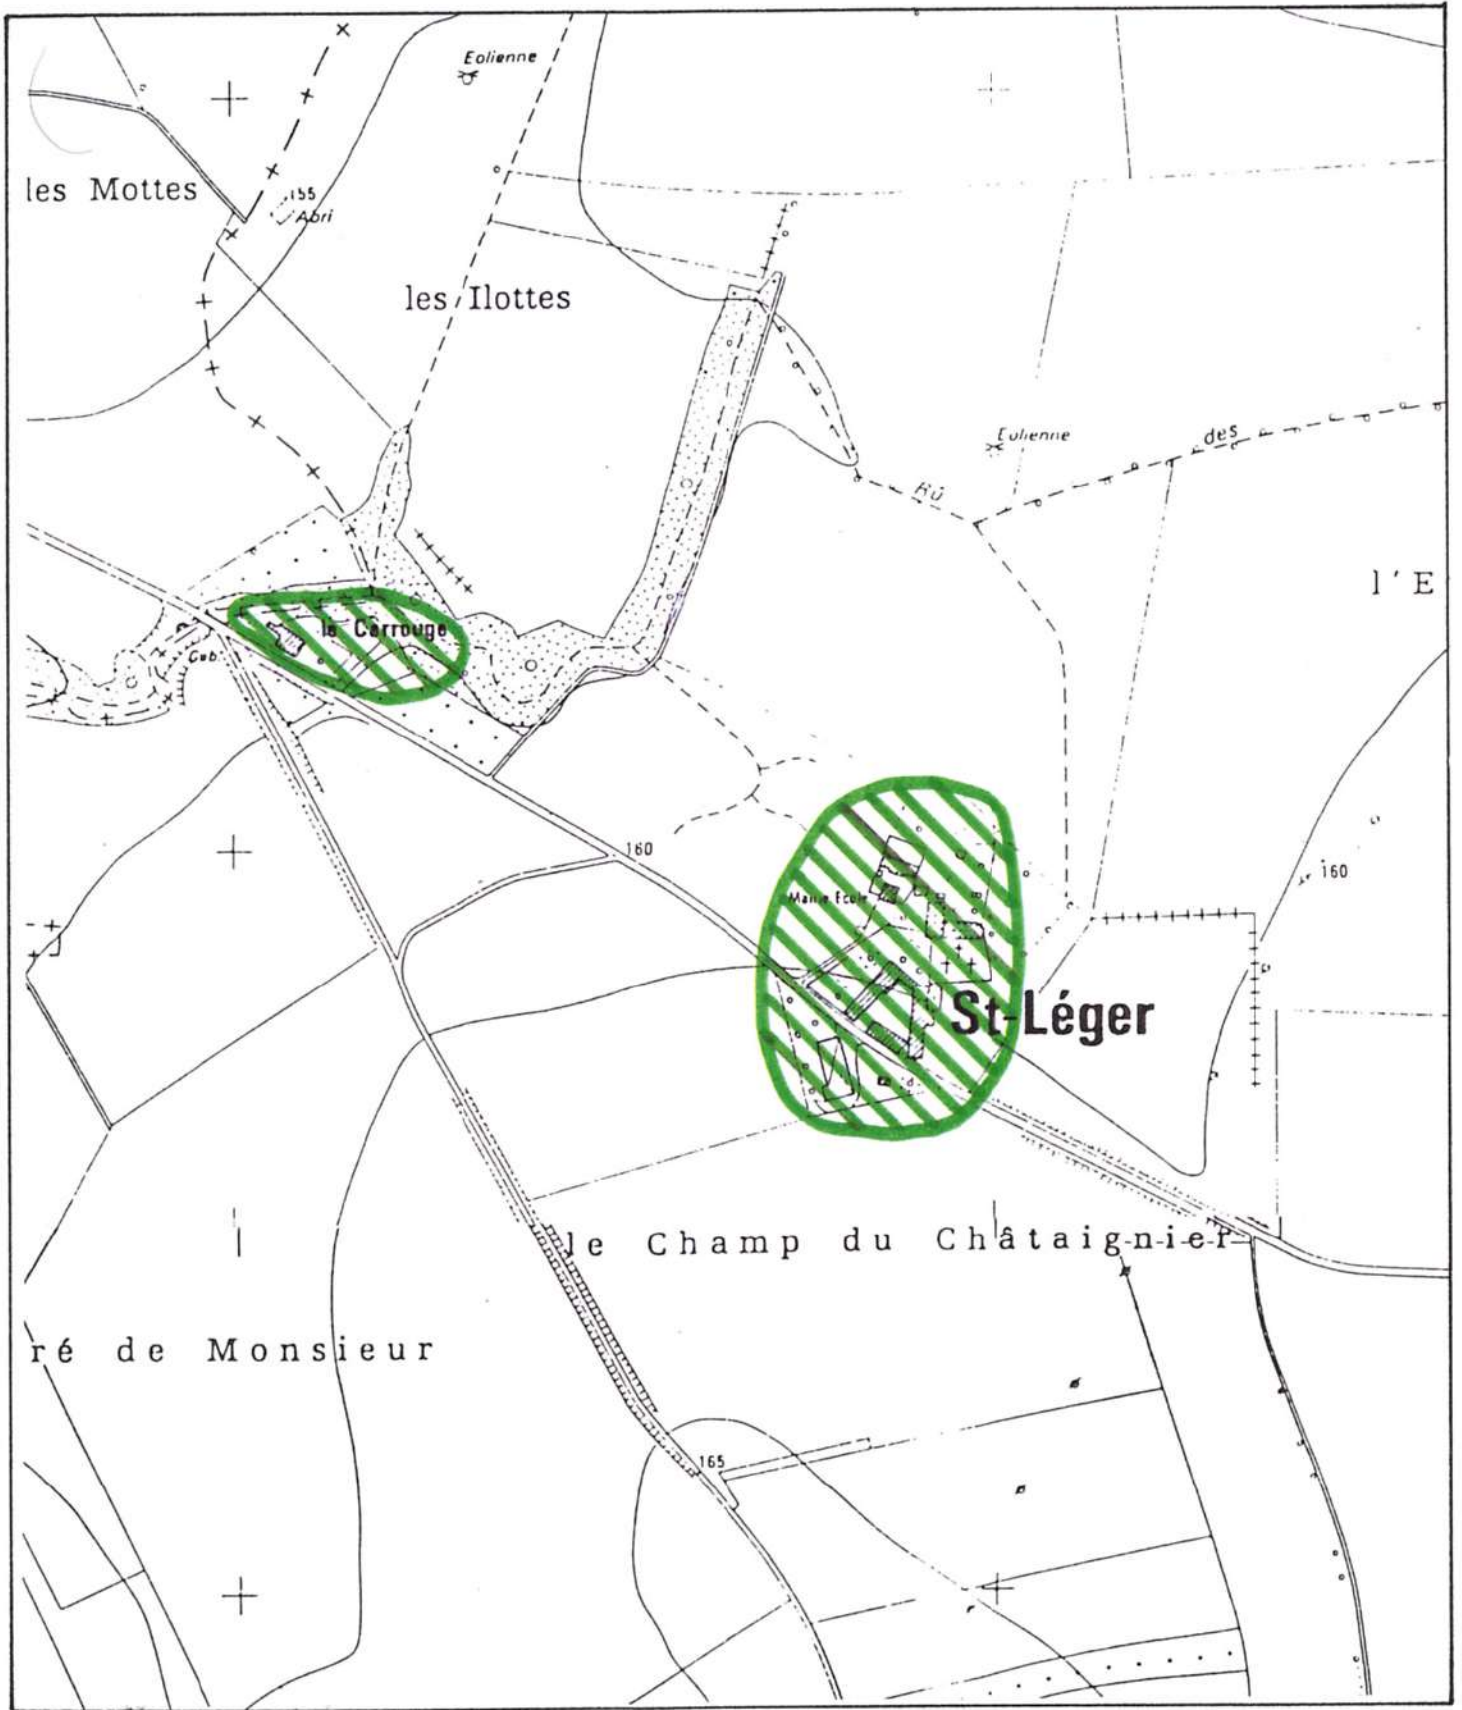 Eolienne
les Mottes
155
Abri
les Ilottes
Eolienne
des
Rû
l'E
le Carrouge
Cab.
160
160
Mairie Ecole
St-Léger
le Champ du Châtaignier
ré de Monsieur
165